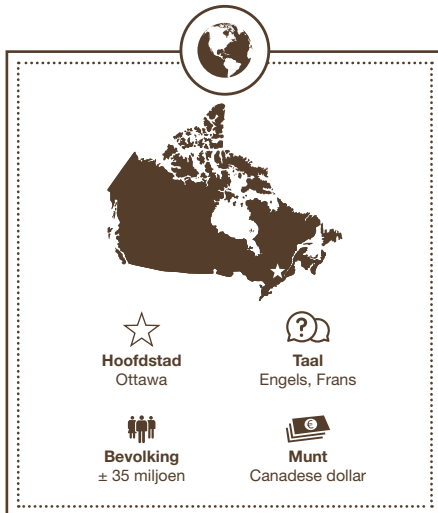 Hoofdstad
Ottawa
Taal
Engels, Frans
Bevolking
± 35 miljoen
Munt
Canadese dollar